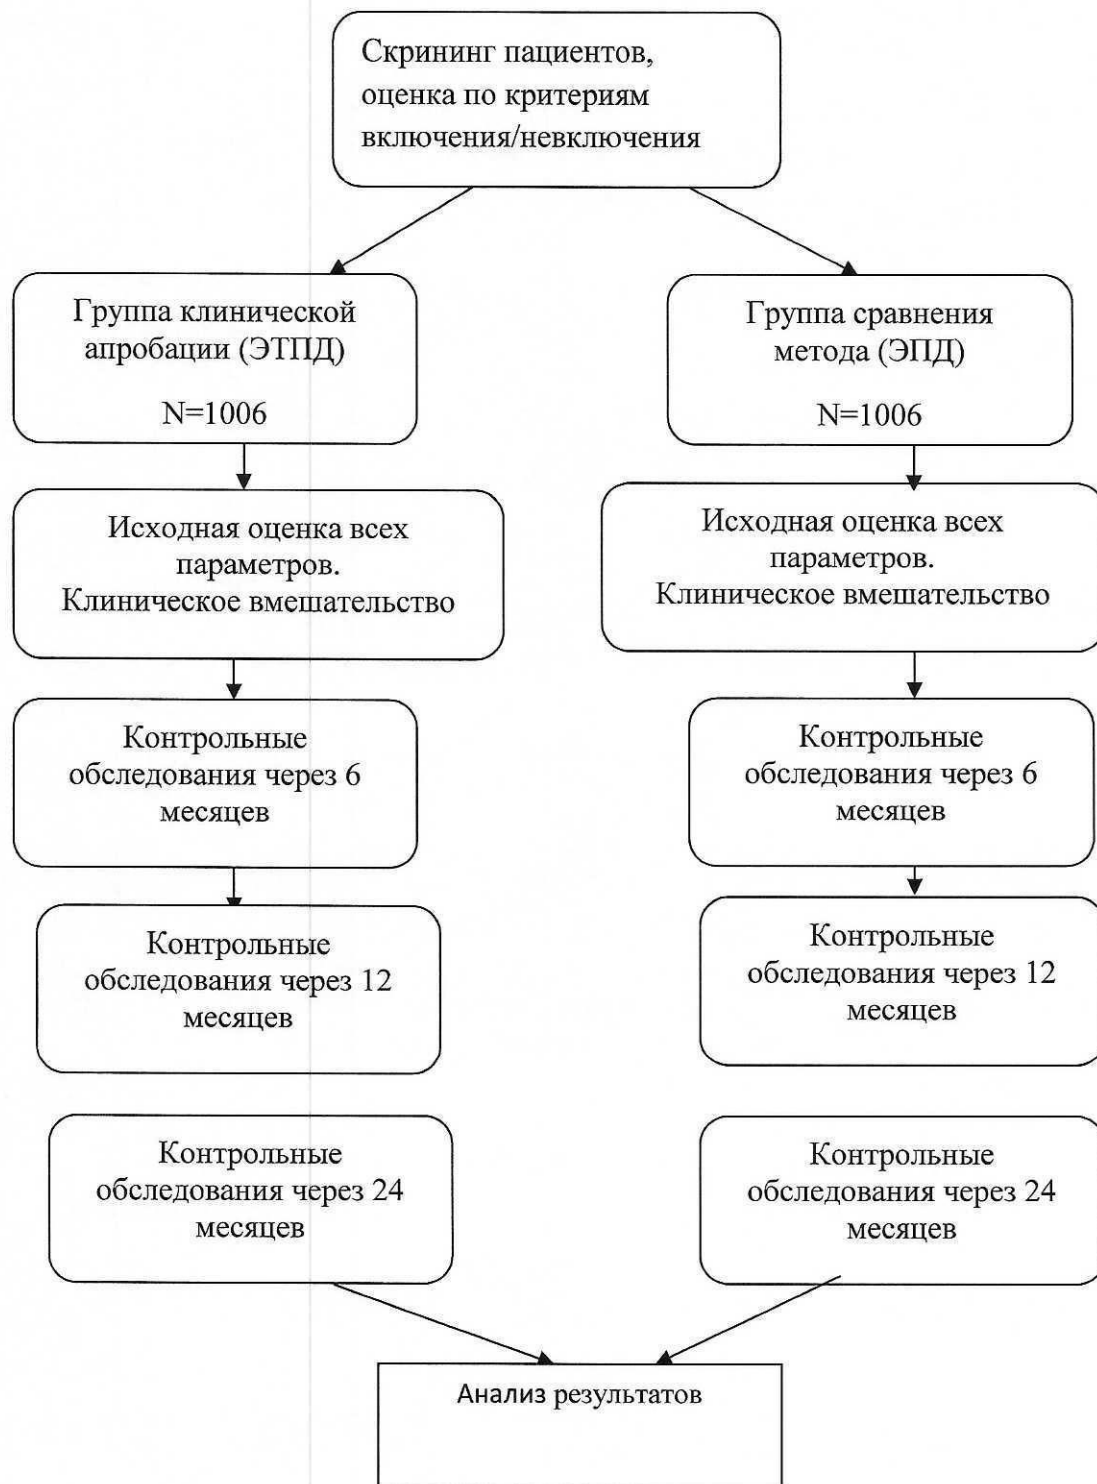 Скрининг пациентов,
оценка по критериям
включения/невключения
Группа клинической
апробации (ЭТПД)
N=1006
Группа сравнения
метода (ЭПД)
N=1006
Исходная оценка всех
параметров.
Клиническое вмешательство
Исходная оценка всех
параметров.
Клиническое вмешательство
Контрольные
обследования через 6
месяцев
Контрольные
обследования через 6
месяцев
Контрольные
обследования через 12
месяцев
Контрольные
обследования через 12
месяцев
Контрольные
обследования через 24
месяцев
Контрольные
обследования через 24
месяцев
Анализ результатов